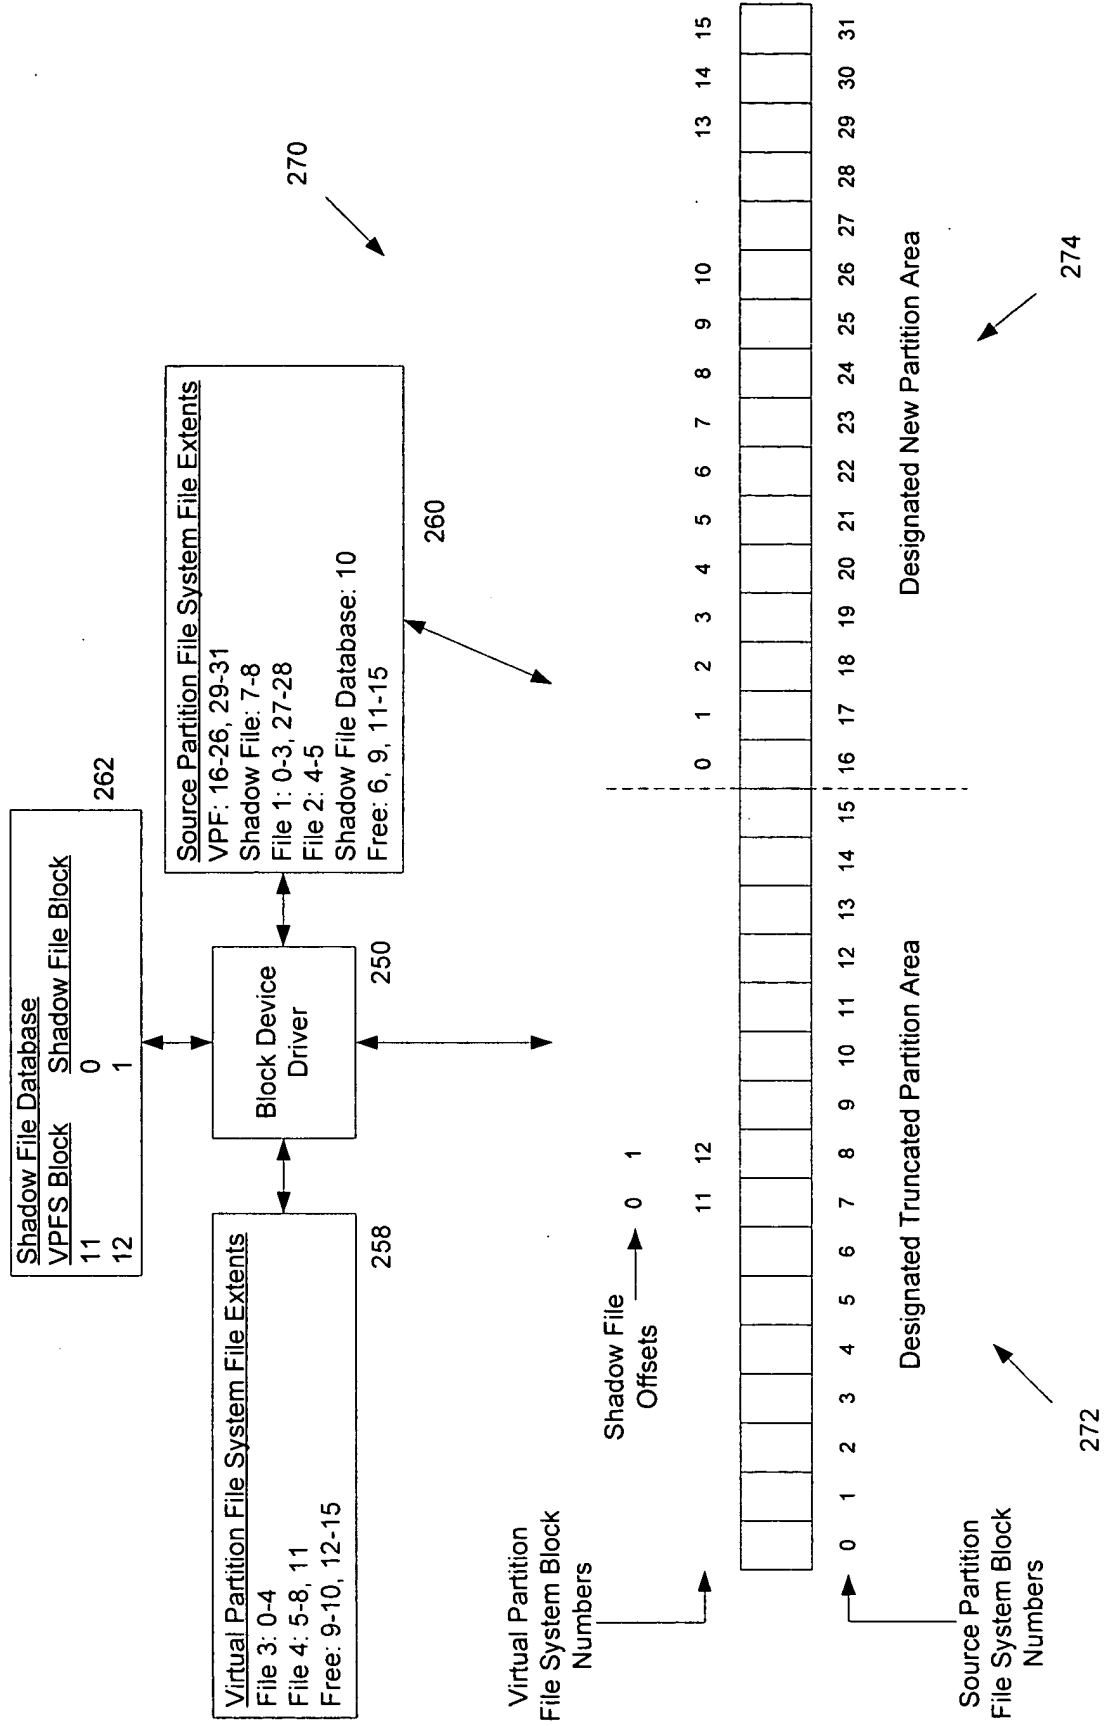 Shadow File Database
VPFS Block Shadow File Block
11 0
12 1
262
Virtual Partition File System File Extents
File 3: 0-4
File 4: 5-8, 11
Free: 9-10, 12-15
258
Block Device
Driver
250
Source Partition File System File Extents
VPF: 16-26, 29-31
Shadow File: 7-8
File 1: 0-3, 27-28
File 2: 4-5
Shadow File Database: 10
Free: 6, 9, 11-15
260
270
Virtual Partition
File System Block
Numbers
Shadow File
Offsets
0 1
11 12 0 1 2 3 4 5 6 7 8 9 10 13 14 15
0 1 2 3 4 5 6 7 8 9 10 11 12 13 14 15 16 17 18 19 20 21 22 23 24 25 26 27 28 29 30 31
Source Partition
File System Block
Numbers
Designated Truncated Partition Area
Designated New Partition Area
272
274